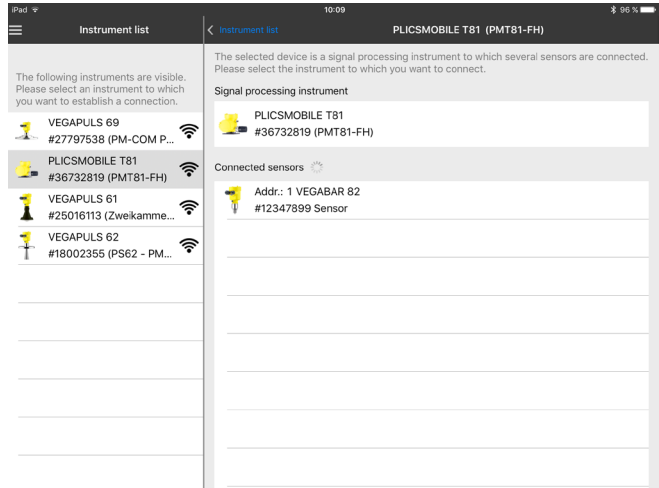 iPad
10:09
96 %
Instrument list
The following instruments are visible.
Please select an instrument to which
you want to establish a connection.
VEGAPULS 69
#27797538 (PM-COM P...
PLICSMOBILE T81
#36732819 (PMT81-FH)
VEGAPULS 61
#25016113 (Zweikamme...
VEGAPULS 62
#18002355 (PS62 - PM...
Instrument list
PLICSMOBILE T81 (PMT81-FH)
The selected device is a signal processing instrument to which several sensors are connected.
Please select the instrument to which you want to connect.
Signal processing instrument
PLICSMOBILE T81
#36732819 (PMT81-FH)
Connected sensors
Addr.: 1 VEGABAR 82
#12347899 Sensor